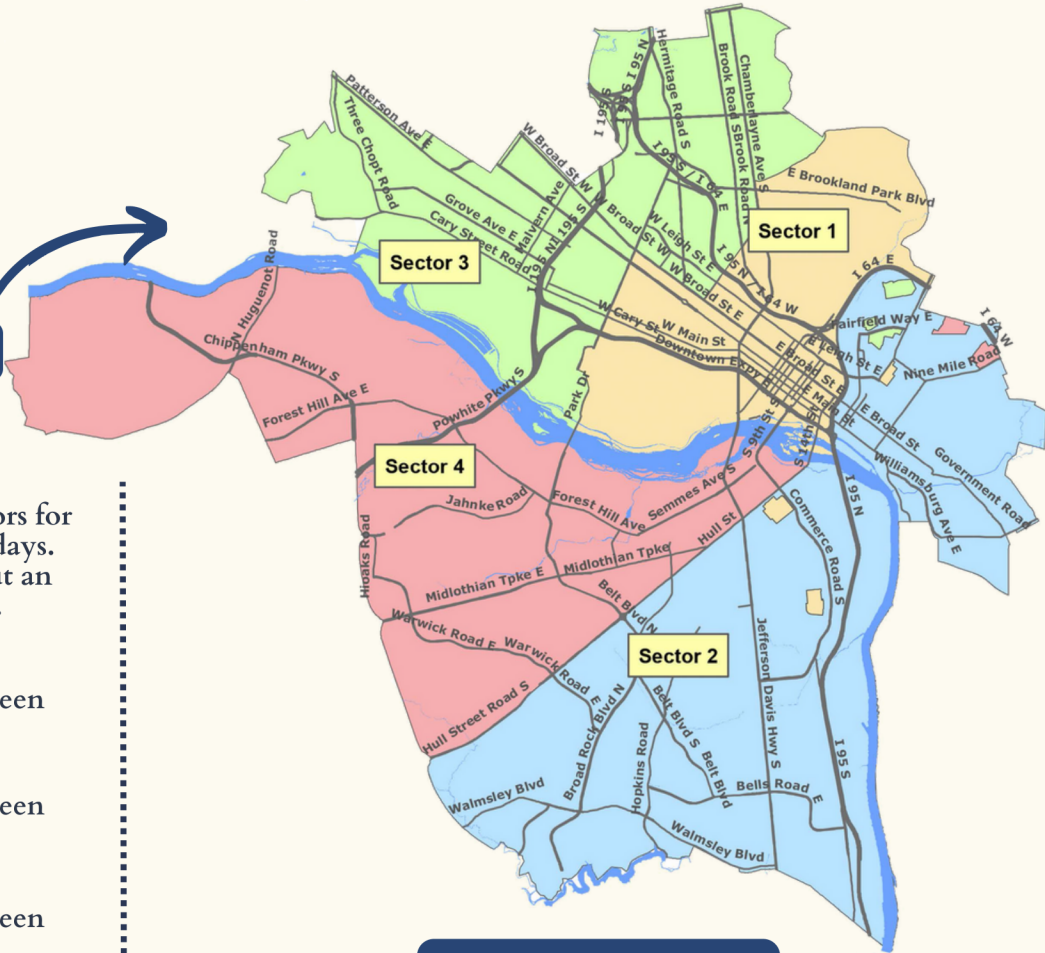 Patterson Ave E
Three Chopt Road
W Broad St W
Grove Ave E
Cary Street Road
Malvern Ave
I 195 N
I 195 S
Hermitage Road S
I 95 N
I 195 S
Brook Road S
Brook Road N
Chamberlayne Ave S
I 95 S / I 64 E
E Brookland Park Blvd
Sector 1
W Broad St W
W Leigh St E
W Broad St E
I 95 N / I 64 W
I 64 E
I 64 W
Sector 3
N Huguenot Road
Chippenham Pkwy S
Forest Hill Ave E
Powhite Pkwy S
Park Dr
W Cary St
W Main St
Downtown Expy E
E Leigh St E
E Broad St E
E Main St
Fairfield Way E
Nine Mile Road
E Broad St
Government Road
Williamsburg Ave E
S 9th St S
S 14th St
Sector 4
Jahnke Road
Forest Hill Ave
Semmes Ave S
Hull St
Commerce Road S
I 95 N
Hioaks Road
Midlothian Tpke E
Midlothian Tpke
Belt Blvd N
Warwick Road E
Warwick Road E
Sector 2
Jefferson Davis Hwy S
Hull Street Road S
Broad Rock Blvd N
Belt Blvd S
Belt Blvd
Hopkins Road
Bells Road E
I 95 S
Walmsley Blvd
Walmsley Blvd
ors for
days.
ut an
een
een
een